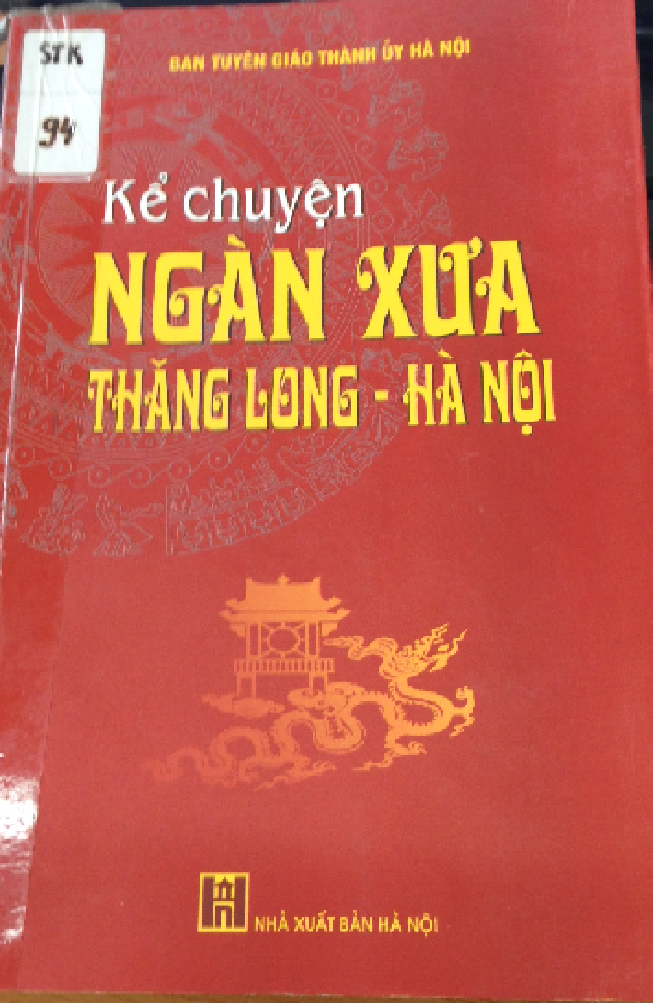 STK
94
BAN TUYÊN GIÁO THÀNH ỦY HÀ NỘI
Kể chuyện
NGÀN XƯA
THĂNG LONG - HÀ NỘI
NHÀ XUẤT BẢN HÀ NỘI